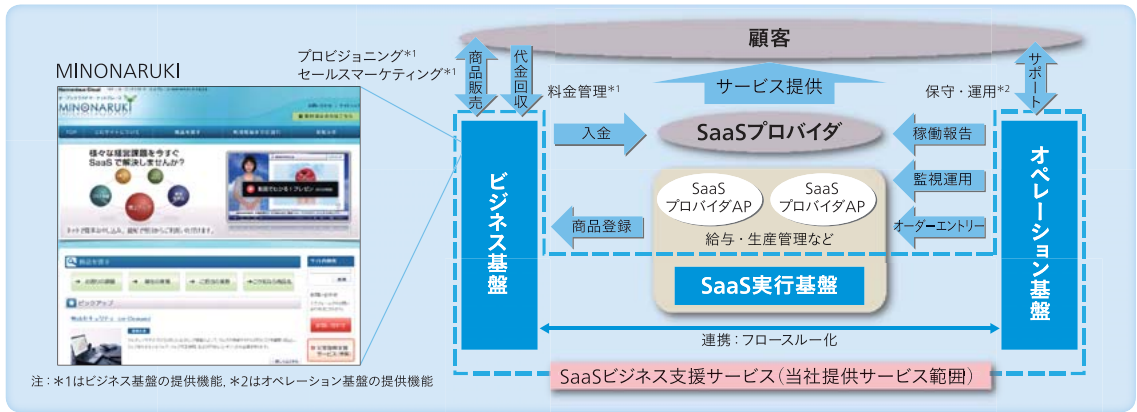 顧客
プロビジョニング*1
セールスマーケティング*1
商品販売
代金回収
料金管理*1
サービス提供
保守・運用*2
サポート
MINONARUKI
MINONARUKI
TOP
様々な経営課題を今すぐ
SaaSで解決しませんか？
ピックアップ
ビジネス基盤
入金
SaaSプロバイダ
稼働報告
監視運用
オーダーエントリー
商品登録
SaaS
プロバイダAP
SaaS
プロバイダAP
給与・生産管理など
SaaS実行基盤
オペレーション基盤
連携：フロースルー化
SaaSビジネス支援サービス（当社提供サービス範囲）
注：*1はビジネス基盤の提供機能，*2はオペレーション基盤の提供機能